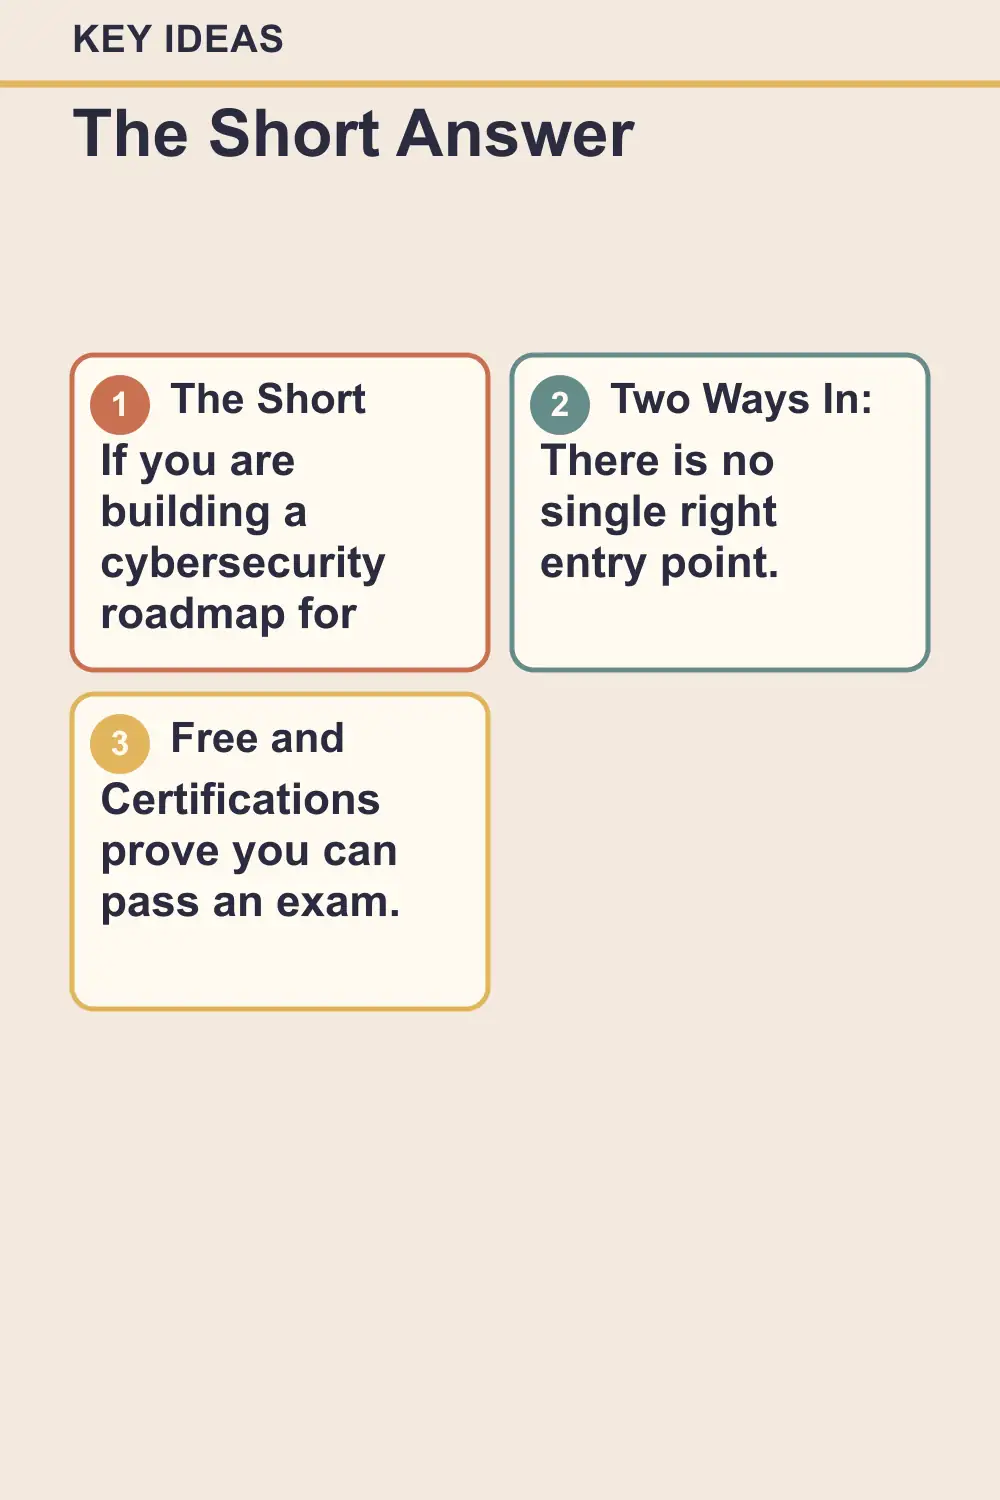 KEY IDEAS
The Short Answer
1 The Short
If you are
building a
cybersecurity
roadmap for
2 Two Ways In:
There is no
single right
entry point.
3 Free and
Certifications
prove you can
pass an exam.